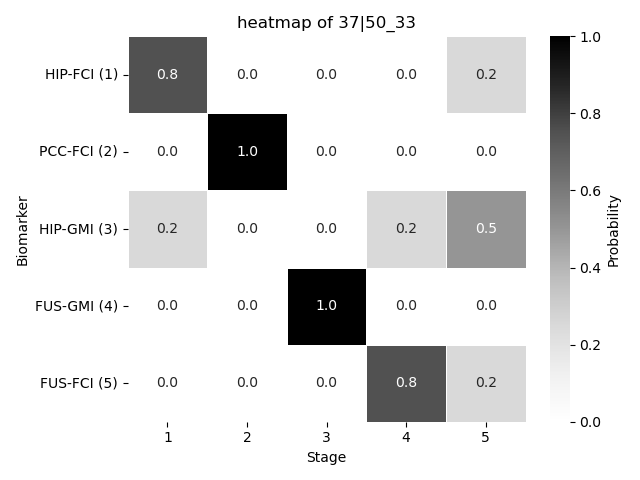 heatmap of 37|50_33
Biomarker
HIP-FCI (1) 0.8 0.0 0.0 0.0 0.2
PCC-FCI (2) 0.0 1.0 0.0 0.0 0.0
HIP-GMI (3) 0.2 0.0 0.0 0.2 0.5
FUS-GMI (4) 0.0 0.0 1.0 0.0 0.0
FUS-FCI (5) 0.0 0.0 0.0 0.8 0.2
1 2 3 4 5
Stage
1.0
0.8
0.6
0.4
0.2
0.0
Probability